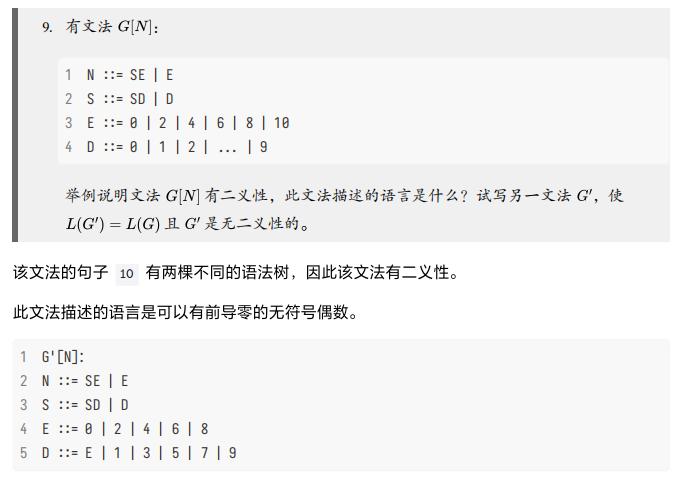 9. 有文法 G[N]：
1 N ::= SE | E
2 S ::= SD | D
3 E ::= 0 | 2 | 4 | 6 | 8 | 10
4 D ::= 0 | 1 | 2 | ... | 9
举例说明文法 G[N] 有二义性，此文法描述的语言是什么？试写另一文法 G′，使
L(G′) = L(G) 且 G′ 是无二义性的。
该文法的句子 10 有两棵不同的语法树，因此该文法有二义性。
此文法描述的语言是可以有前导零的无符号偶数。
1 G'[N]:
2 N ::= SE | E
3 S ::= SD | D
4 E ::= 0 | 2 | 4 | 6 | 8
5 D ::= E | 1 | 3 | 5 | 7 | 9